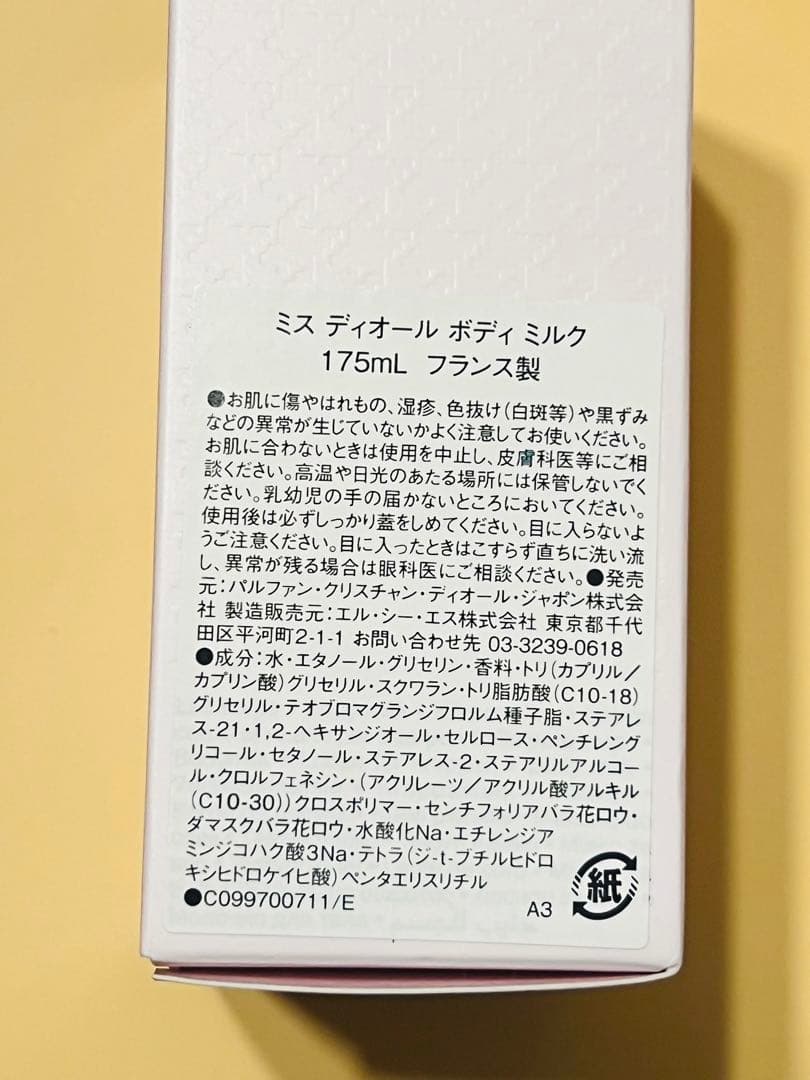 ミス ディオール ボディ ミルク
175mL フランス製
●お肌に傷やはれもの、湿疹、色抜け(白斑等)や黒ずみ
などの異常が生じていないかよく注意してお使いください。
お肌に合わないときは使用を中止し、皮膚科医等にご相
談ください。高温や日光のあたる場所には保管しないでく
ださい。乳幼児の手の届かないところにおいてください。
使用後は必ずしっかり蓋をしめてください。目に入らないよ
うご注意ください。目に入ったときはこすらず直ちに洗い流
し、異常が残る場合は眼科医にご相談ください。●発売
元:パルファン・クリスチャン・ディオール・ジャポン株式会
社 製造販売元:エル・シー・エス株式会社 東京都千代
田区平河町2-1-1 お問い合わせ先 03-3239-0618
●成分:水・エタノール・グリセリン・香料・トリ(カプリル/
カプリン酸)グリセリル・スクワラン・トリ脂肪酸(C10-18)
グリセリル・テオブロマグランジフロルム種子脂・ステアレ
ス-21・1,2-ヘキサンジオール・セルロース・ペンチレング
リコール・セタノール・ステアレス-2・ステアリルアルコー
ル・クロルフェネシン・(アクリレーツ/アクリル酸アルキル
(C10-30))クロスポリマー・センチフォリアバラ花ロウ・
ダマスクバラ花ロウ・水酸化Na・エチレンジア
ミンジコハク酸3Na・テトラ(ジ-t-ブチルヒドロ
キシヒドロケイヒ酸)ペンタエリスリチル
●C099700711/E
A3
紙